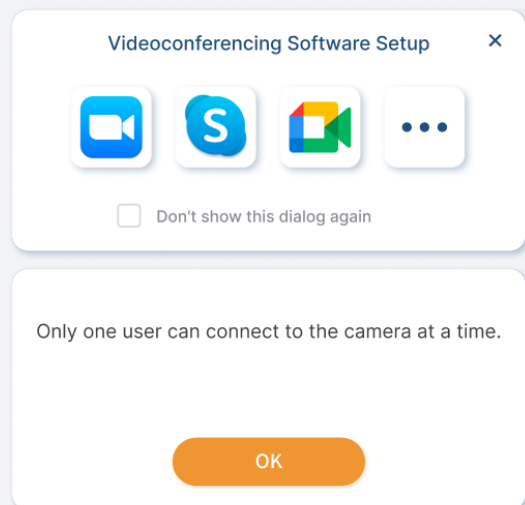 Videoconferencing Software Setup
S
Don't show this dialog again
Only one user can connect to the camera at a time.
OK